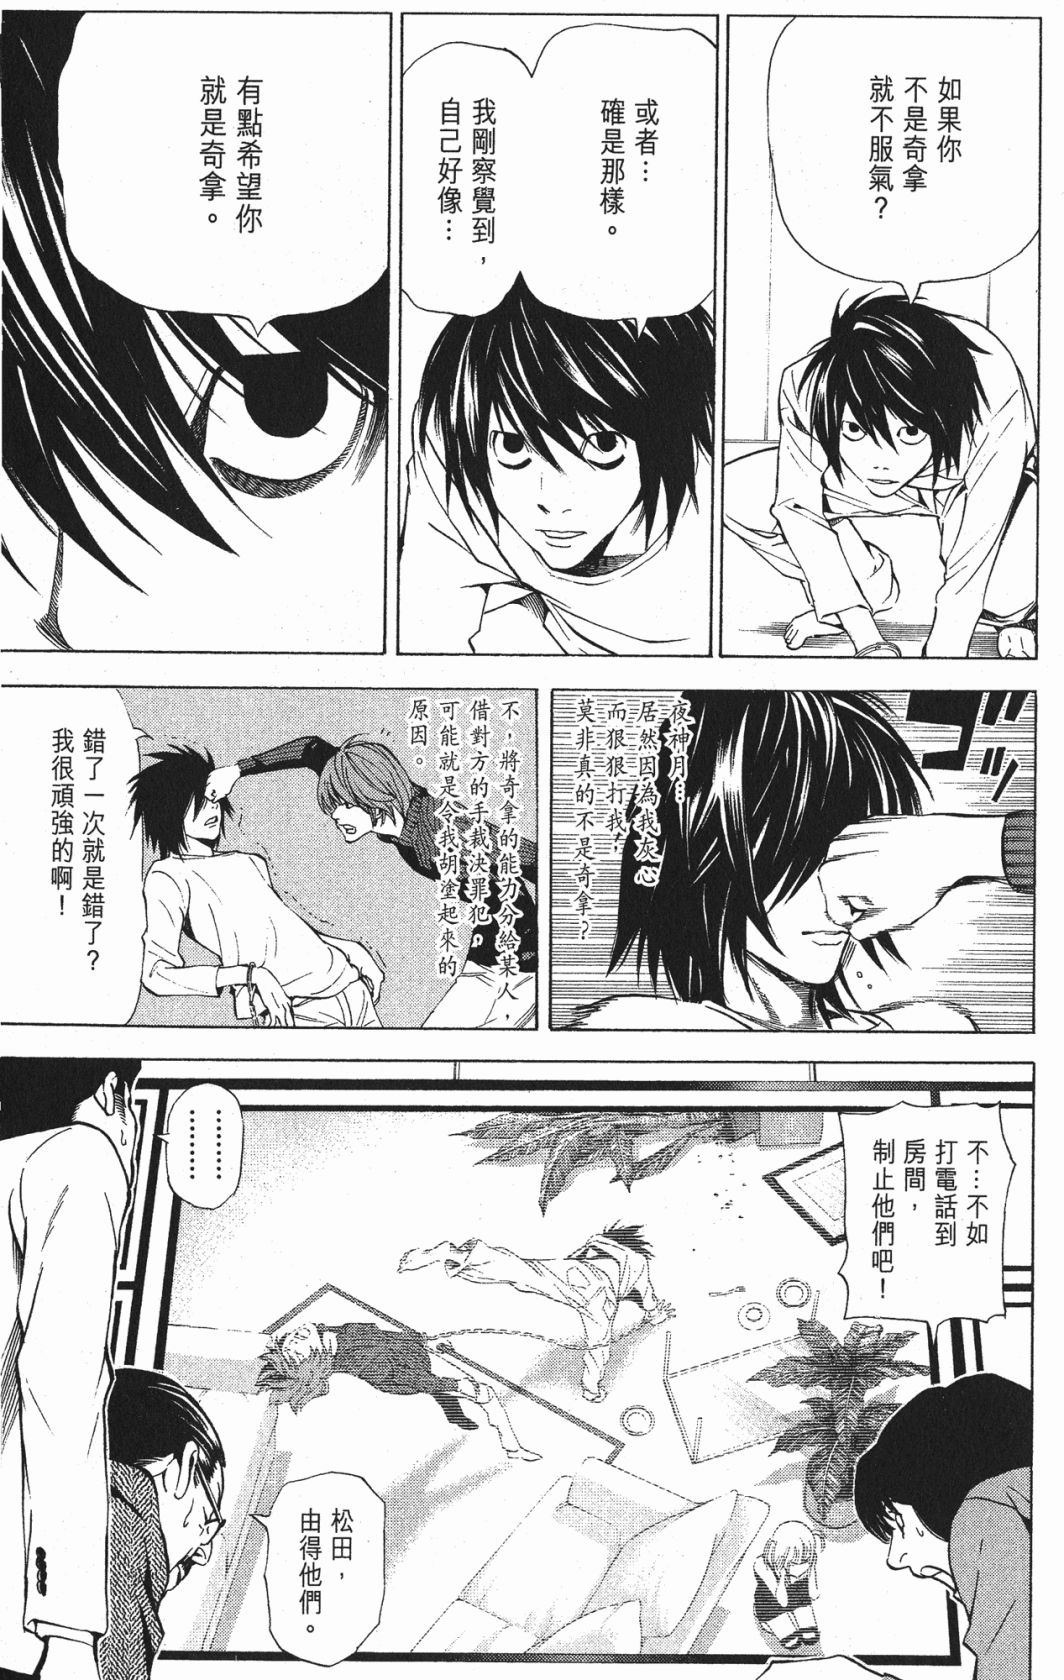 如果你
不是奇拿
就不服氣?
或者…
確是那樣。
我剛察覺到，
自己好像…
有點希望你
就是奇拿。
夜神月…
居然因為我灰心
而狠狠打我，
莫非真的不是奇拿?
不，將奇拿的能力分給某人，
借對方的手裁決罪犯，
可能就是令我胡塗起來的
原因。
錯了一次就是錯了?
我很頑強的啊!
不…不如
打電話到
房間，
制止他們吧!
………
松田，
由得他們。